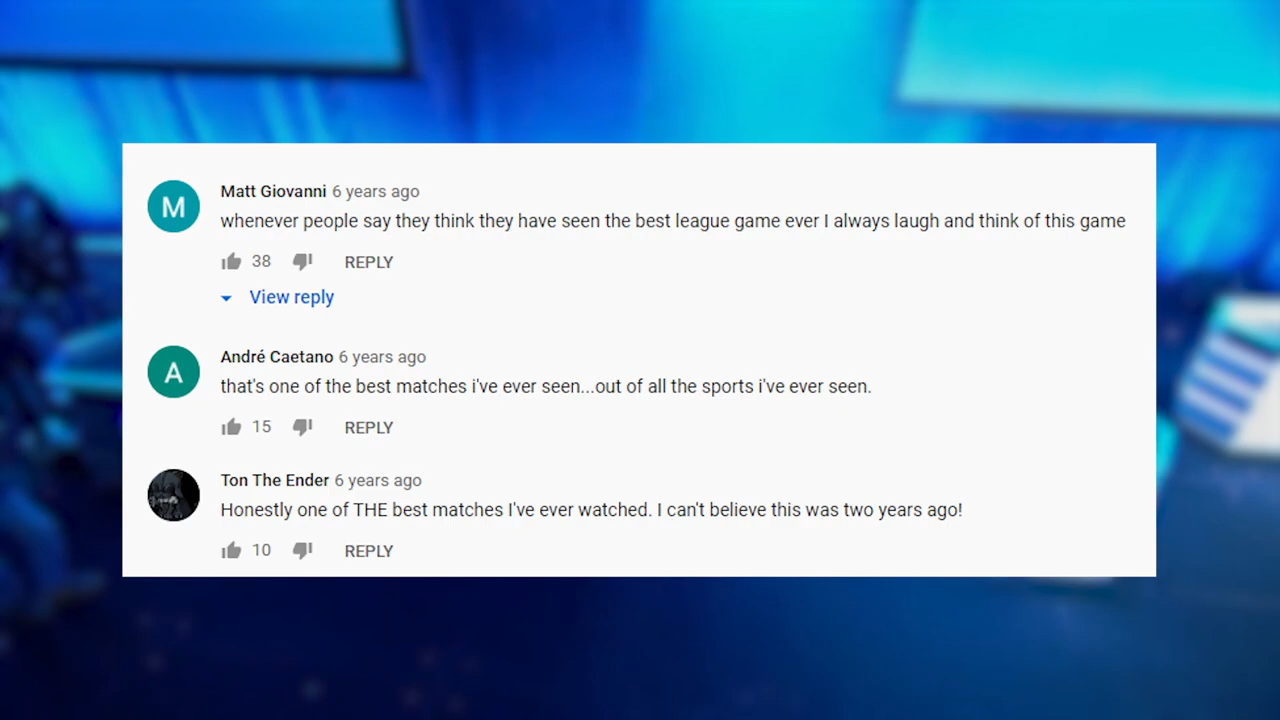 M
Matt Giovanni 6 years ago
whenever people say they think they have seen the best league game ever I always laugh and think of this game
38 REPLY
View reply
A
André Caetano 6 years ago
that's one of the best matches i've ever seen...out of all the sports i've ever seen.
15 REPLY
Ton The Ender 6 years ago
Honestly one of THE best matches I've ever watched. I can't believe this was two years ago!
10 REPLY